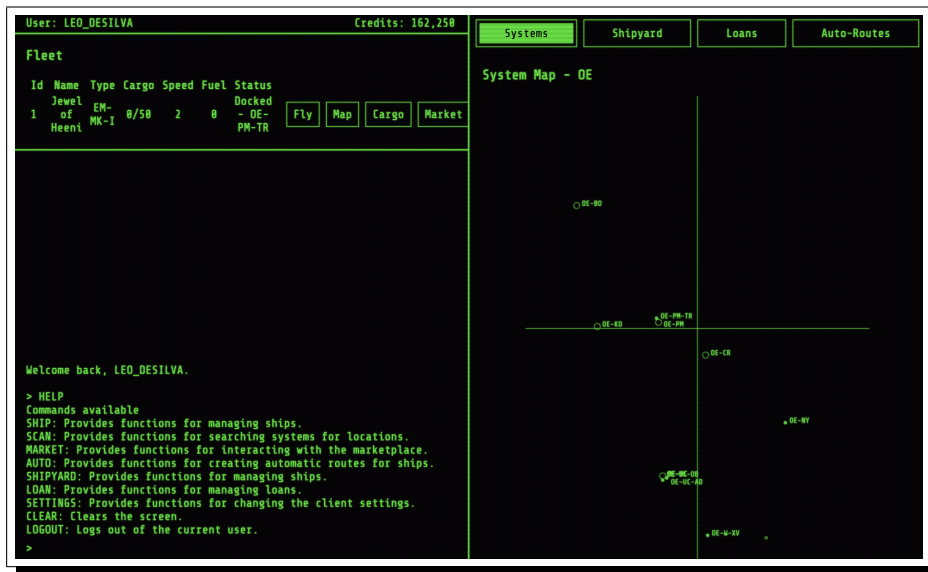 User: LEO_DESILVA
Credits: 162,250
Fleet
Id Name Type Cargo Speed Fuel Status
1 Jewel of Heeni EM-MK-I 0/50 2 0 Docked - OE-PM-TR Fly Map Cargo Market
Welcome back, LEO_DESILVA.
> HELP
Commands available
SHIP: Provides functions for managing ships.
SCAN: Provides functions for searching systems for locations.
MARKET: Provides functions for interacting with the marketplace.
AUTO: Provides functions for creating automatic routes for ships.
SHIPYARD: Provides functions for managing ships.
LOAN: Provides functions for managing loans.
SETTINGS: Provides functions for changing the client settings.
CLEAR: Clears the screen.
LOGOUT: Logs out of the current user.
>
Systems Shipyard Loans Auto-Routes
System Map - OE
OE-BO
OE-PM-TR
OE-PM
OE-KO
OE-CR
OE-NY
OE-UC-AD
OE-W-XV